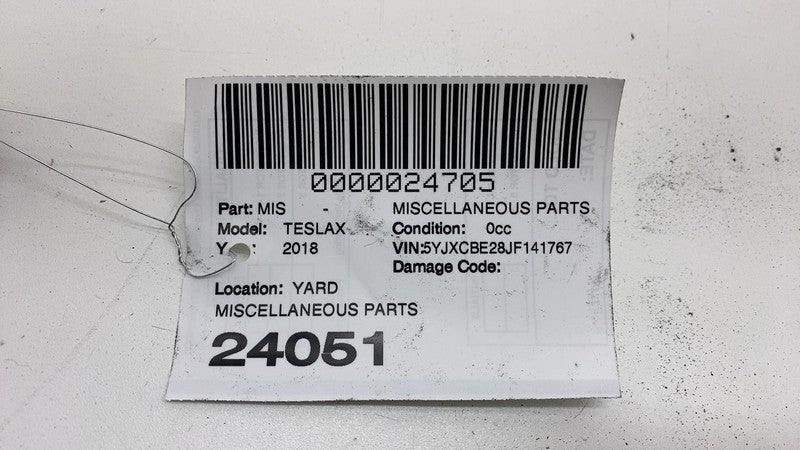 0000024705
Part: MIS - MISCELLANEOUS PARTS
Model: TESLAX Condition: 0cc
Y : 2018 VIN:5YJXCBE28JF141767
Damage Code:
Location: YARD
MISCELLANEOUS PARTS
24051